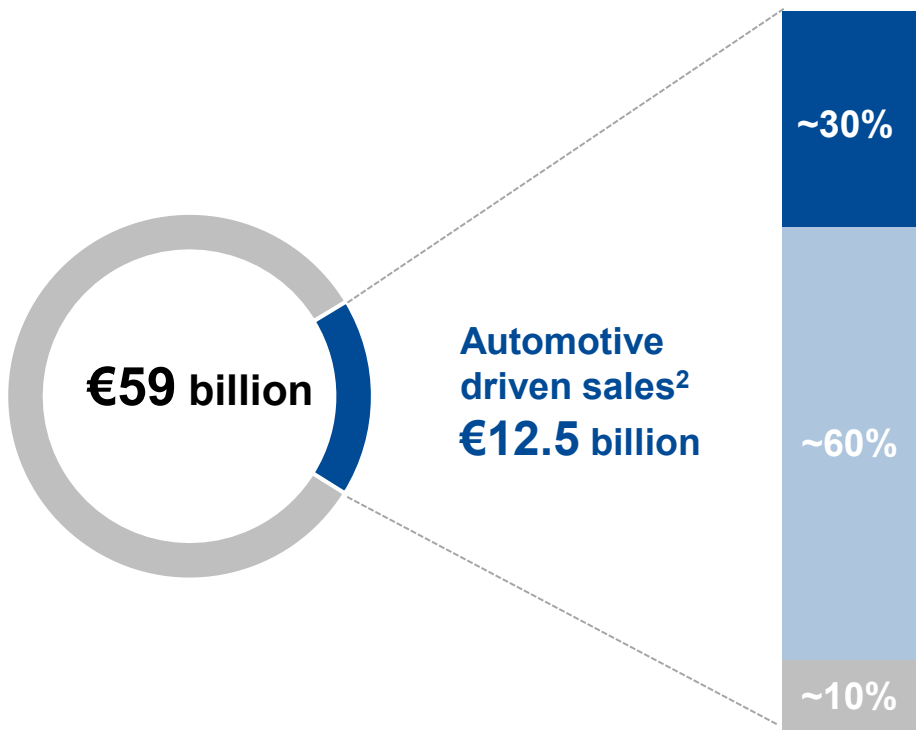 ~30%
€59 billion
Automotive
driven sales²
€12.5 billion
~60%
~10%